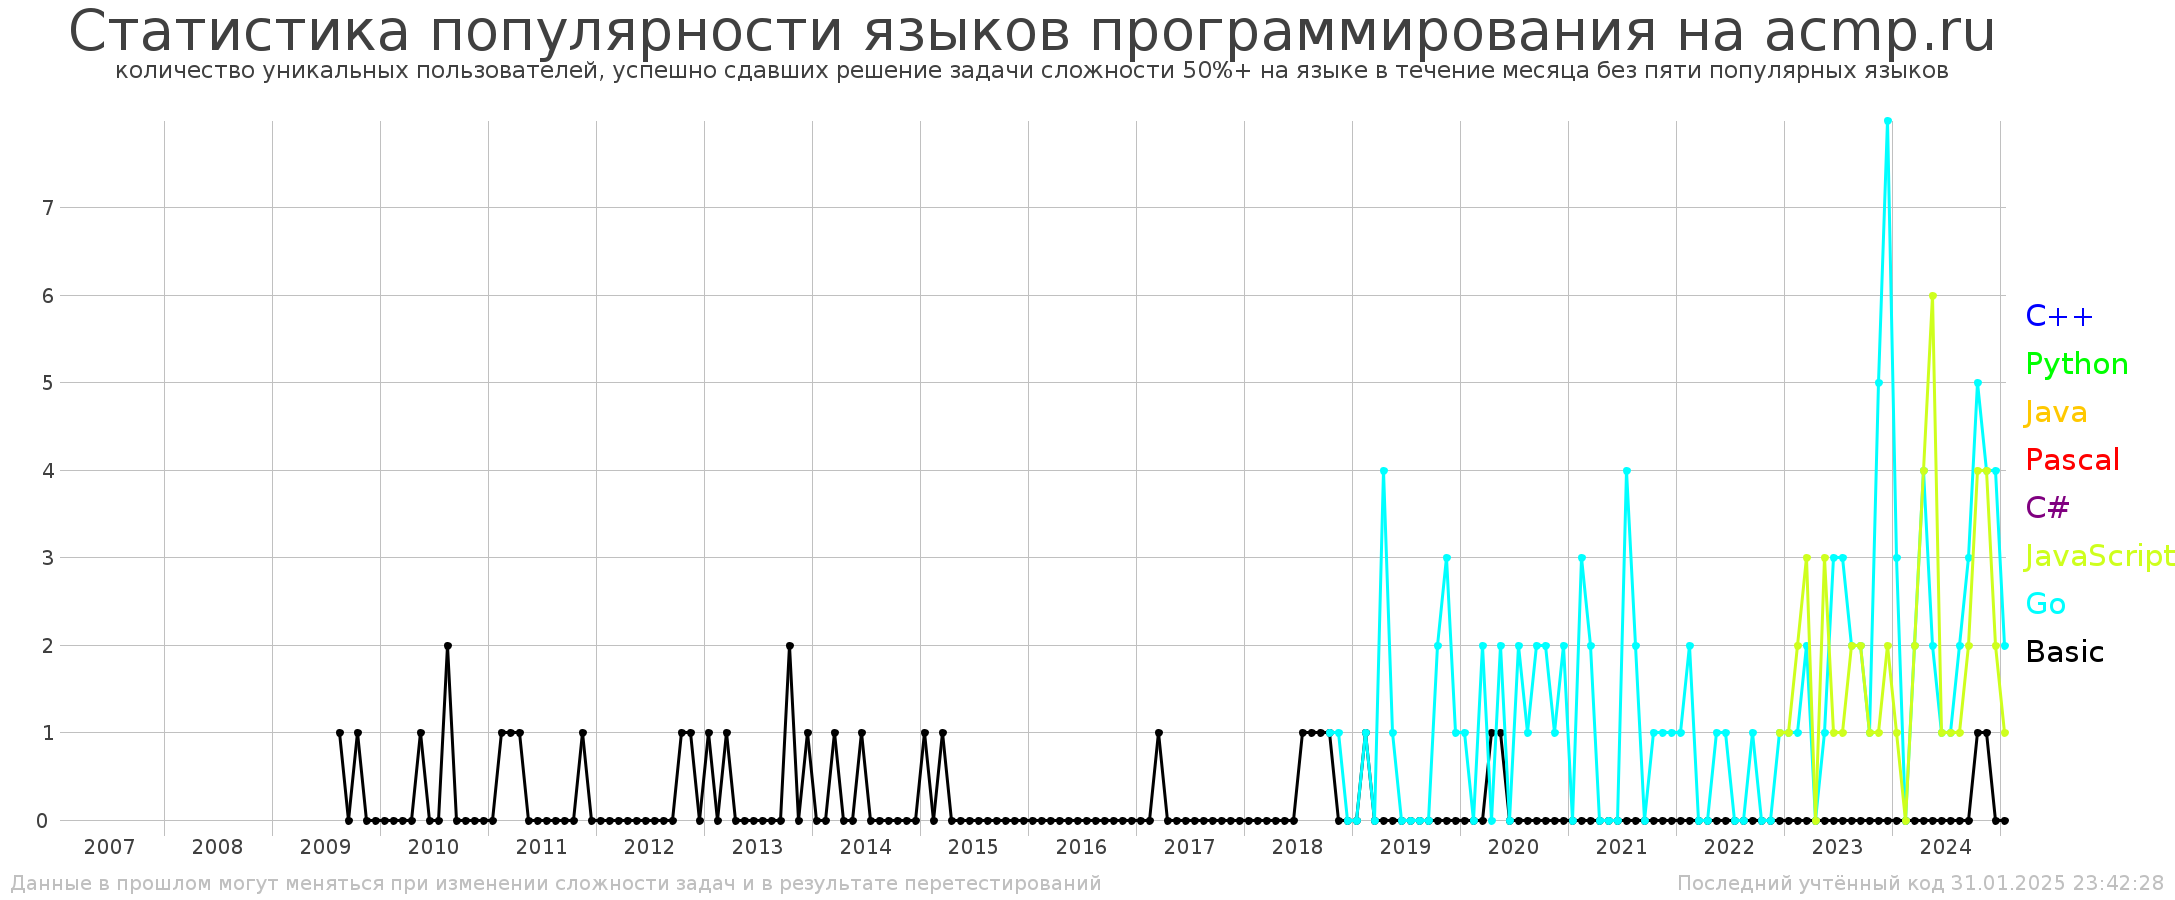 Статистика популярности языков программирования на acmp.ru
количество уникальных пользователей, успешно сдавших решение задачи сложности 50%+ на языке в течение месяца без пяти популярных языков
7
6
5
4
3
2
1
0
C++
Python
Java
Pascal
C#
JavaScript
Go
Basic
2007 2008 2009 2010 2011 2012 2013 2014 2015 2016 2017 2018 2019 2020 2021 2022 2023 2024
Данные в прошлом могут меняться при изменении сложности задач и в результате перетестирований
Последний учтённый код 31.01.2025 23:42:28